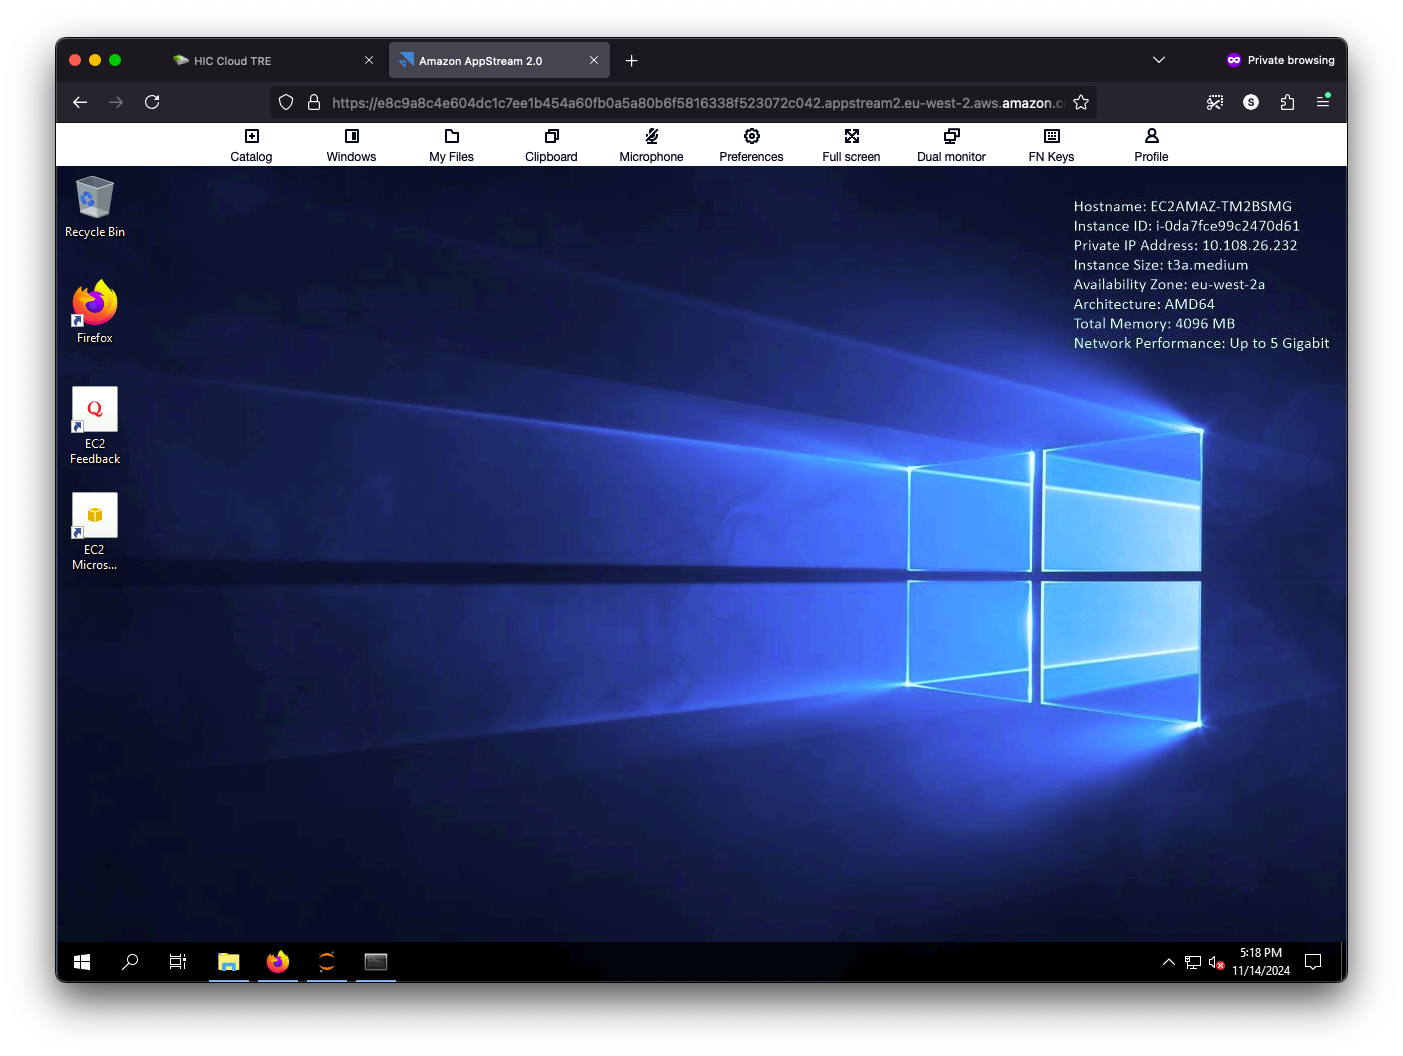 HIC Cloud TRE
Amazon AppStream 2.0
Private browsing
https://e8c9a8c4e604dc1c7ee1b454a60fb0a5a80b6f5816338f523072c042.appstream2.eu-west-2.aws.amazon.c
S
Catalog
Windows
My Files
Clipboard
Microphone
Preferences
Full screen
Dual monitor
FN Keys
Profile
Hostname: EC2AMAZ-TM2BSMG
Instance ID: i-0da7fce99c2470d61
Private IP Address: 10.108.26.232
Instance Size: t3a.medium
Availability Zone: eu-west-2a
Architecture: AMD64
Total Memory: 4096 MB
Network Performance: Up to 5 Gigabit
Recycle Bin
Firefox
Q
EC2
Feedback
EC2
Micros...
5:18 PM
11/14/2024